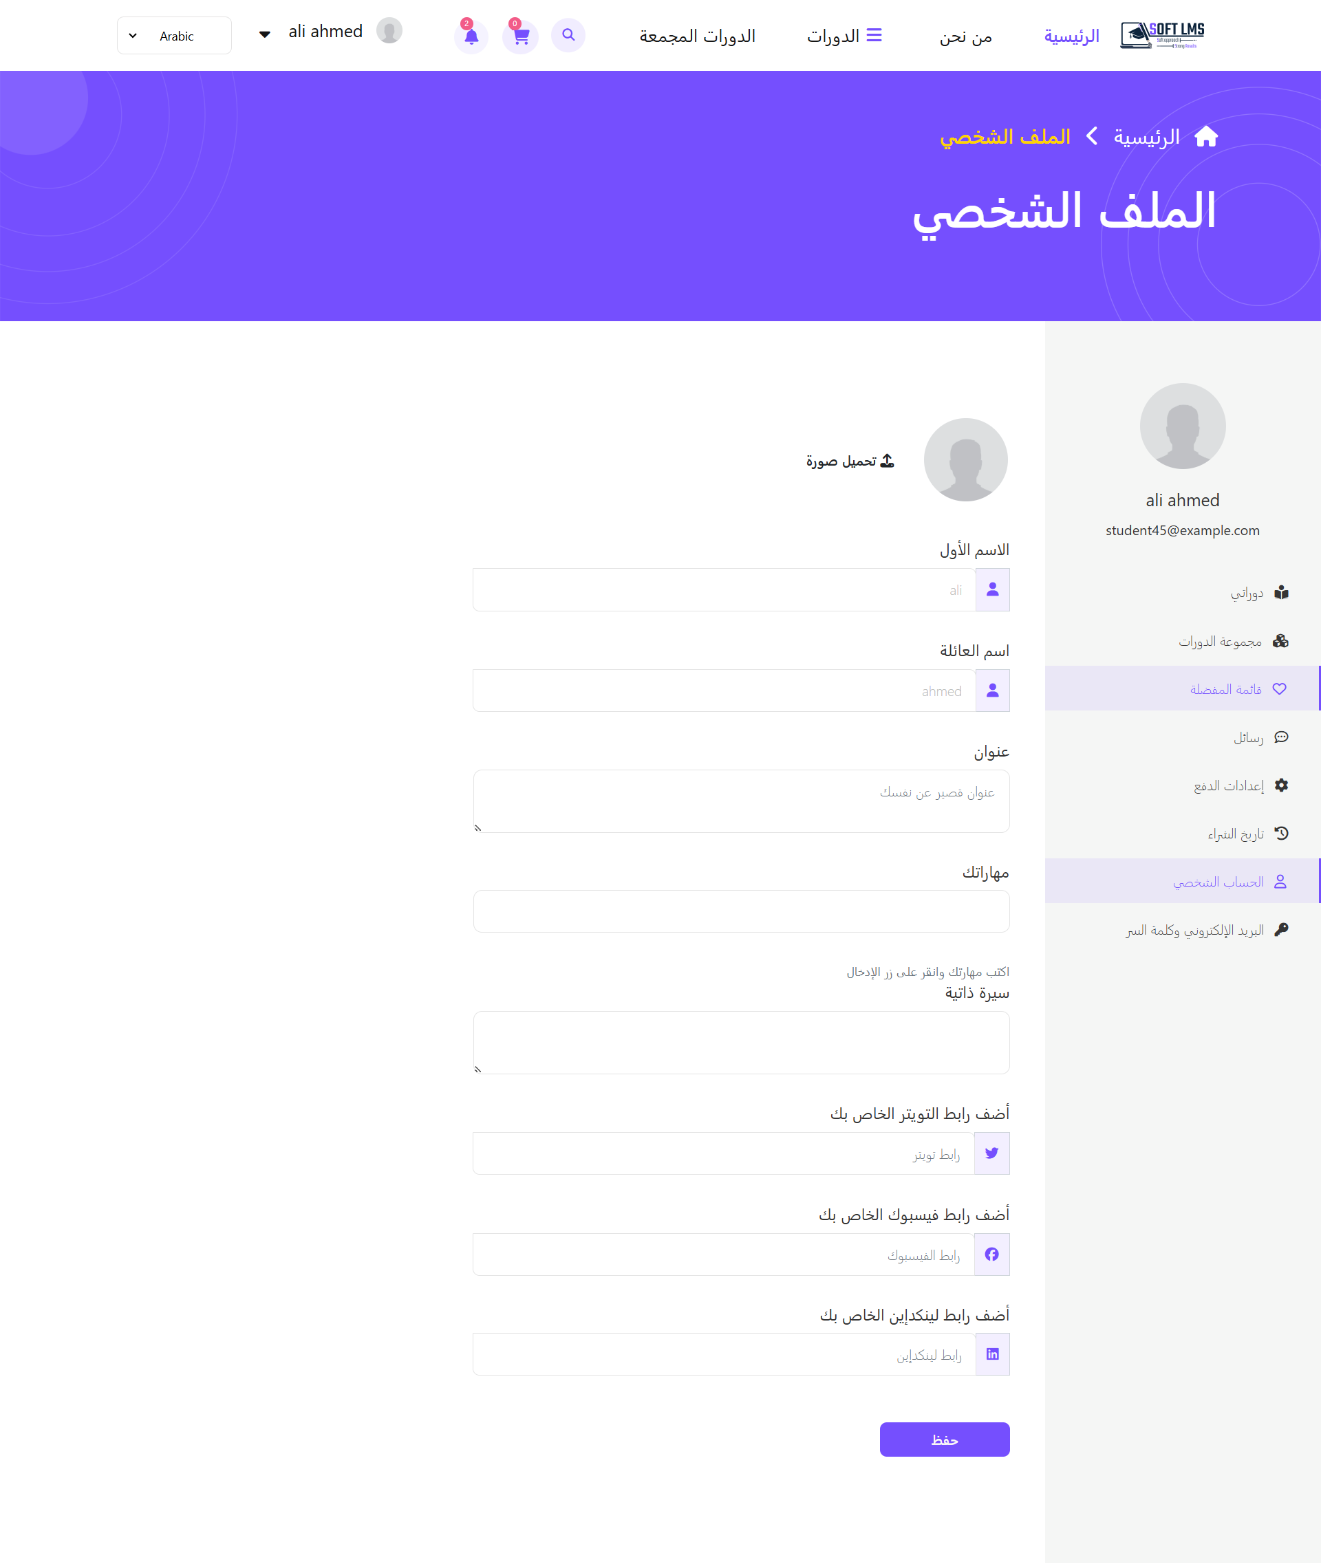 SOFT LMS
الرئيسية
من نحن
الدورات
الدورات المجمعة
0
2
ali ahmed
Arabic
الرئيسية
الملف الشخصي
الملف الشخصي
ali ahmed
student45@example.com
دوراتي
مجموعة الدورات
قائمة المفضلة
رسائل
إعدادات الدفع
تاريخ الشراء
الحساب الشخصي
البريد الإلكتروني وكلمة السر
تحميل صورة
الاسم الأول
ali
اسم العائلة
ahmed
عنوان
عنوان قصير عن نفسك
مهاراتك
اكتب مهارتك وانقر على زر الإدخال
سيرة ذاتية
أضف رابط التويتر الخاص بك
رابط تويتر
أضف رابط فيسبوك الخاص بك
رابط الفيسبوك
أضف رابط لينكدإين الخاص بك
رابط لينكدإين
حفظ